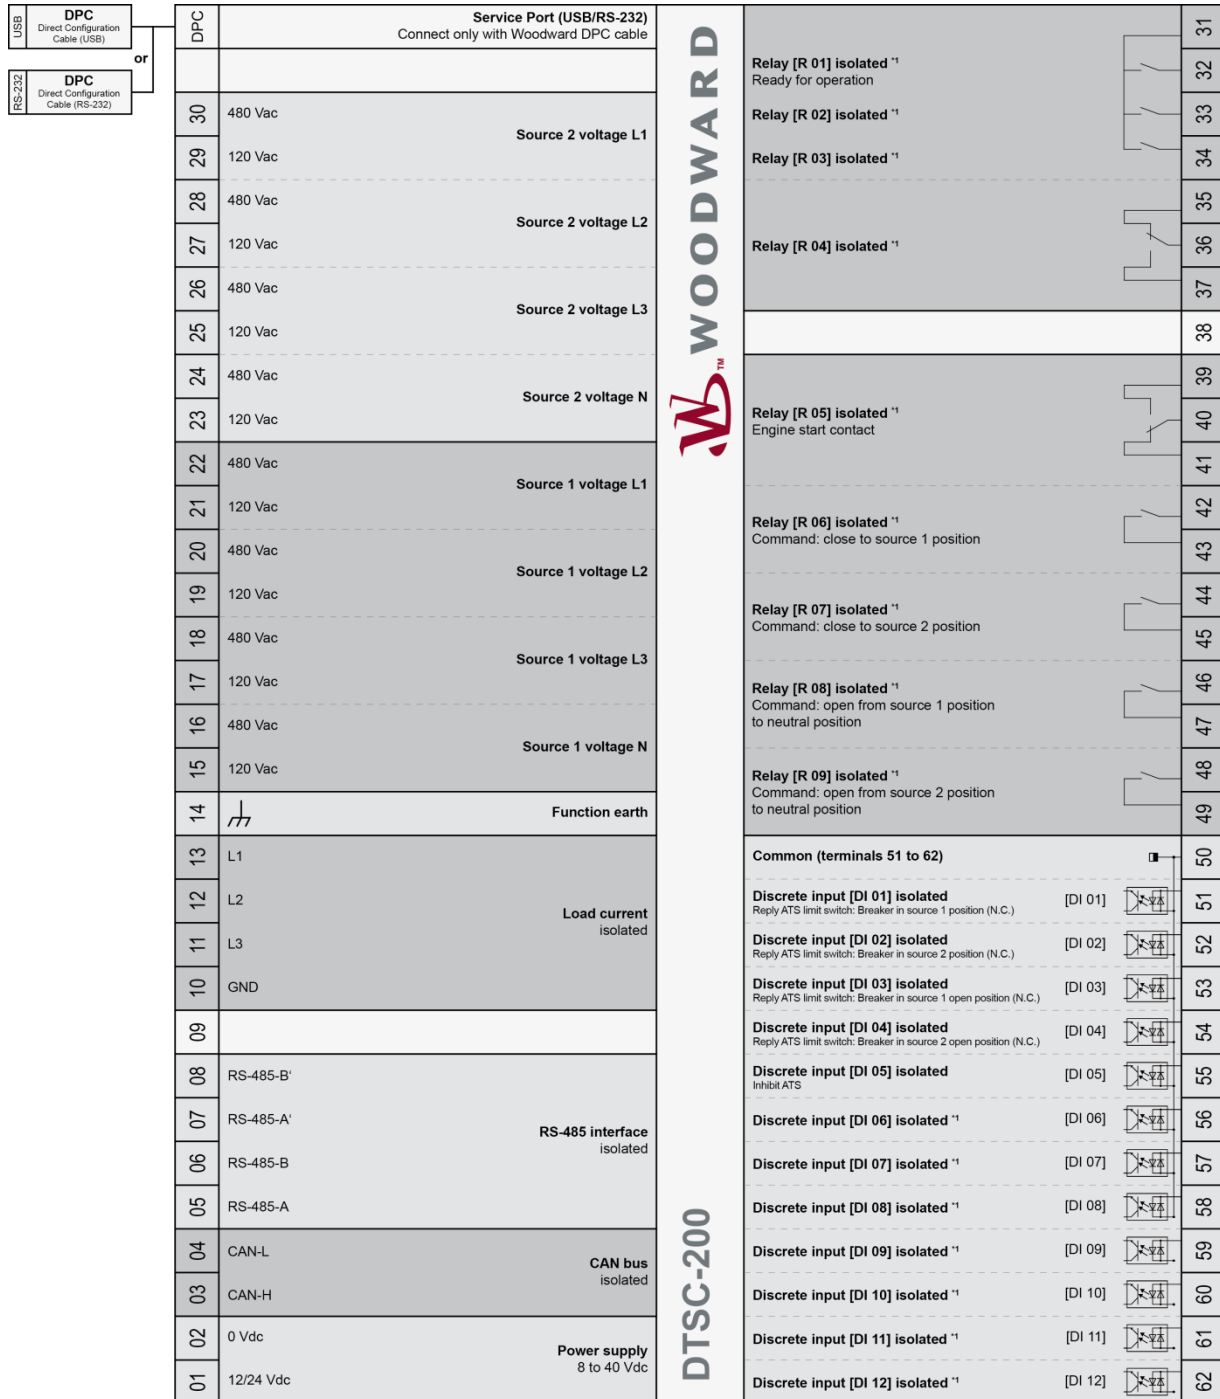 USB
DPC
Direct Configuration
Cable (USB)
or
RS-232
DPC
Direct Configuration
Cable (RS-232)
DPC
Service Port (USB/RS-232)
Connect only with Woodward DPC cable
30
480 Vac
Source 2 voltage L1
29
120 Vac
28
480 Vac
Source 2 voltage L2
27
120 Vac
26
480 Vac
Source 2 voltage L3
25
120 Vac
24
480 Vac
Source 2 voltage N
23
120 Vac
22
480 Vac
Source 1 voltage L1
21
120 Vac
20
480 Vac
Source 1 voltage L2
19
120 Vac
18
480 Vac
Source 1 voltage L3
17
120 Vac
16
480 Vac
Source 1 voltage N
15
120 Vac
14
Function earth
13
L1
12
L2
Load current
isolated
11
L3
10
GND
09
08
RS-485-B'
07
RS-485-A'
RS-485 interface
isolated
06
RS-485-B
05
RS-485-A
04
CAN-L
CAN bus
isolated
03
CAN-H
02
0 Vdc
Power supply
8 to 40 Vdc
01
12/24 Vdc
WOODWARD
W
TM
DTSC-200
31
Relay [R 01] isolated *1
Ready for operation
32
Relay [R 02] isolated *1
33
Relay [R 03] isolated *1
34
35
Relay [R 04] isolated *1
36
37
38
39
Relay [R 05] isolated *1
Engine start contact
40
41
42
Relay [R 06] isolated *1
Command: close to source 1 position
43
44
Relay [R 07] isolated *1
Command: close to source 2 position
45
46
Relay [R 08] isolated *1
Command: open from source 1 position
to neutral position
47
48
Relay [R 09] isolated *1
Command: open from source 2 position
to neutral position
49
Common (terminals 51 to 62)
50
Discrete input [DI 01] isolated
Reply ATS limit switch: Breaker in source 1 position (N.C.)
[DI 01]
51
Discrete input [DI 02] isolated
Reply ATS limit switch: Breaker in source 2 position (N.C.)
[DI 02]
52
Discrete input [DI 03] isolated
Reply ATS limit switch: Breaker in source 1 open position (N.C.)
[DI 03]
53
Discrete input [DI 04] isolated
Reply ATS limit switch: Breaker in source 2 open position (N.C.)
[DI 04]
54
Discrete input [DI 05] isolated
Inhibit ATS
[DI 05]
55
Discrete input [DI 06] isolated *1
[DI 06]
56
Discrete input [DI 07] isolated *1
[DI 07]
57
Discrete input [DI 08] isolated *1
[DI 08]
58
Discrete input [DI 09] isolated *1
[DI 09]
59
Discrete input [DI 10] isolated *1
[DI 10]
60
Discrete input [DI 11] isolated *1
[DI 11]
61
Discrete input [DI 12] isolated *1
[DI 12]
62